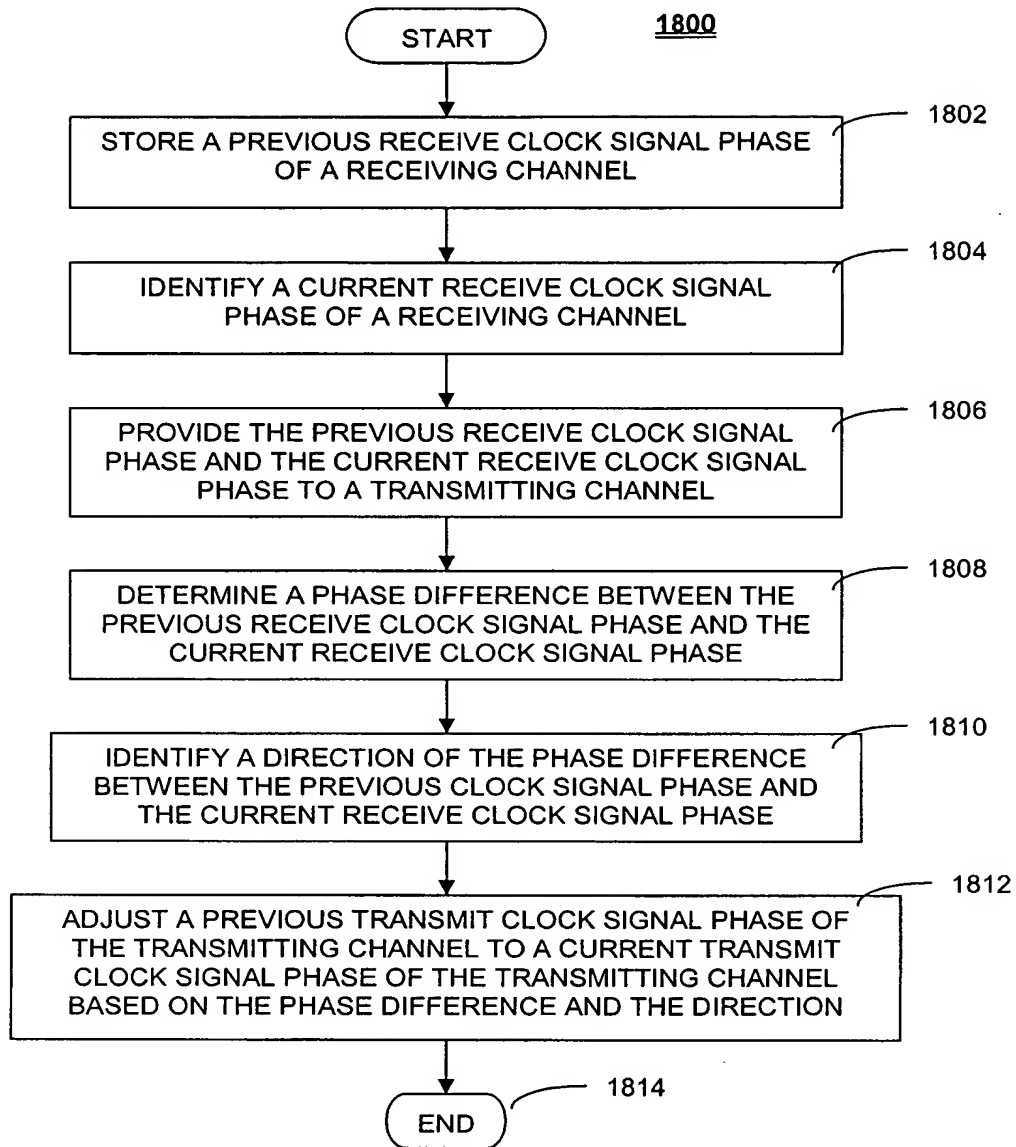 START
1800
1802
STORE A PREVIOUS RECEIVE CLOCK SIGNAL PHASE
OF A RECEIVING CHANNEL
1804
IDENTIFY A CURRENT RECEIVE CLOCK SIGNAL
PHASE OF A RECEIVING CHANNEL
1806
PROVIDE THE PREVIOUS RECEIVE CLOCK SIGNAL
PHASE AND THE CURRENT RECEIVE CLOCK SIGNAL
PHASE TO A TRANSMITTING CHANNEL
1808
DETERMINE A PHASE DIFFERENCE BETWEEN THE
PREVIOUS RECEIVE CLOCK SIGNAL PHASE AND THE
CURRENT RECEIVE CLOCK SIGNAL PHASE
1810
IDENTIFY A DIRECTION OF THE PHASE DIFFERENCE
BETWEEN THE PREVIOUS CLOCK SIGNAL PHASE AND
THE CURRENT RECEIVE CLOCK SIGNAL PHASE
1812
ADJUST A PREVIOUS TRANSMIT CLOCK SIGNAL PHASE OF
THE TRANSMITTING CHANNEL TO A CURRENT TRANSMIT
CLOCK SIGNAL PHASE OF THE TRANSMITTING CHANNEL
BASED ON THE PHASE DIFFERENCE AND THE DIRECTION
1814
END